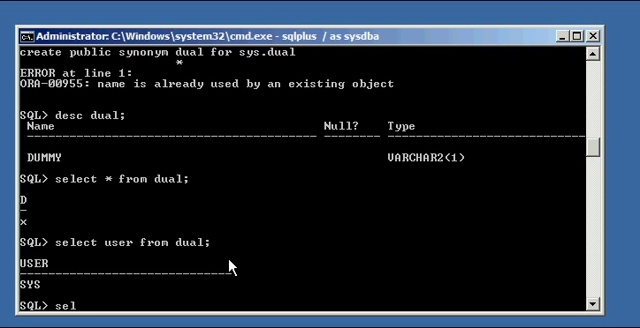 Administrator: C:\Windows\system32\cmd.exe - sqlplus / as sysdba
create public synonym dual for sys.dual
*
ERROR at line 1:
ORA-00955: name is already used by an existing object
SQL> desc dual;
Name Null? Type
DUMMY VARCHAR2(1)
SQL> select * from dual;
D
-
x
SQL> select user from dual;
USER
SYS
SQL> sel